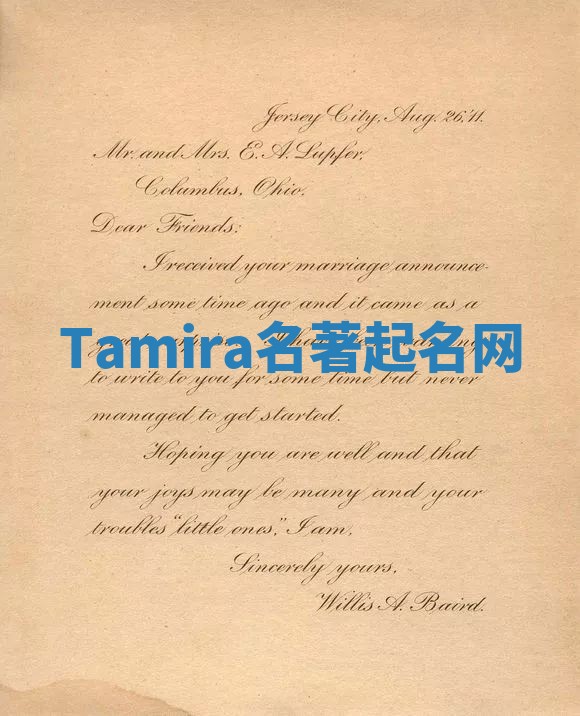 Jersey City, Aug. 26,'11.
Mr. and Mrs. E. A. Lupfer,
Columbus, Ohio.
Dear Friends:
I received your marriage announce-
ment some time ago and it came as a
Tamira名著起名网
to write to you for some time but never
managed to get started.
Hoping you are well and that
your joys may be many and your
troubles "little ones," I am,
Sincerely yours,
Willis A. Baird.